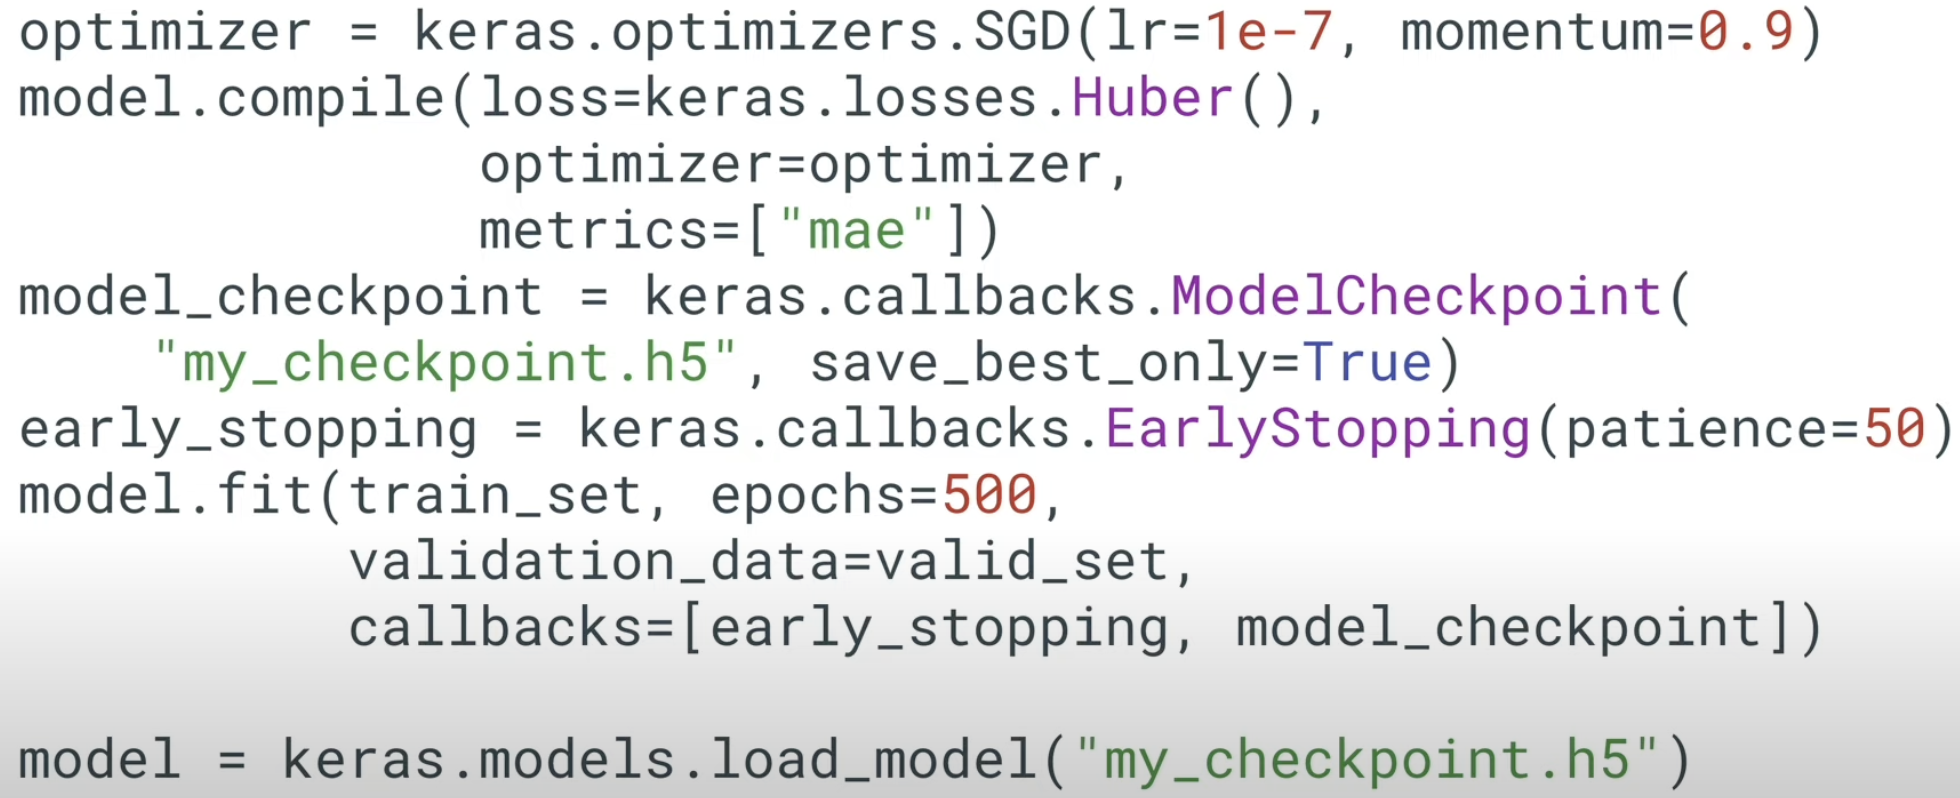 optimizer = keras.optimizers.SGD(lr=1e-7, momentum=0.9)
model.compile(loss=keras.losses.Huber(),
              optimizer=optimizer,
              metrics=["mae"])
model_checkpoint = keras.callbacks.ModelCheckpoint(
    "my_checkpoint.h5", save_best_only=True)
early_stopping = keras.callbacks.EarlyStopping(patience=50)
model.fit(train_set, epochs=500,
          validation_data=valid_set,
          callbacks=[early_stopping, model_checkpoint])

model = keras.models.load_model("my_checkpoint.h5")